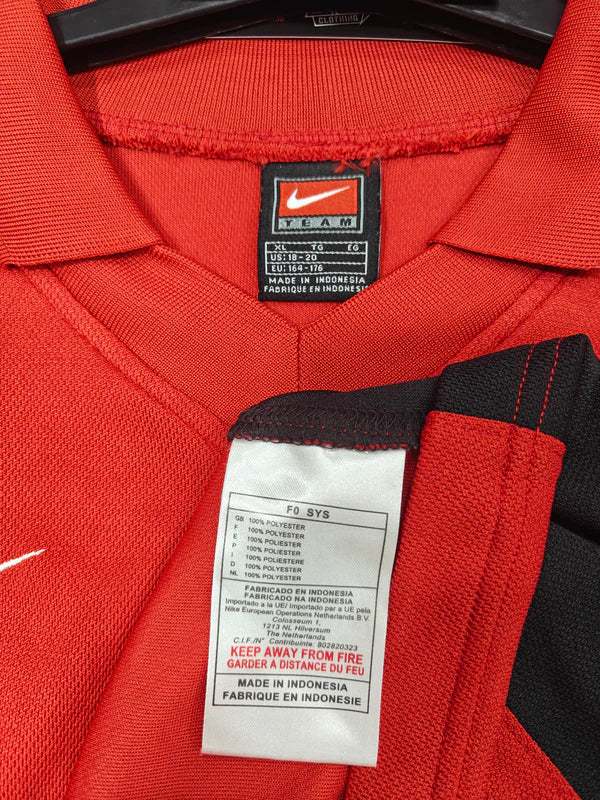 CLOTHING
TEAM
XL TG EG
US: 18-20
EU: 164-176
MADE IN INDONESIA
FABRIQUE EN INDONESI
F0 SYS
GB 100% POLYESTER
F 100% POLYESTER
E 100% POLIESTER
P 100% POLIESTER
I 100% POLIESTERE
D 100% POLYESTER
NL 100% POLYESTER
FABRICADO EN INDONESIA
FABRICADO NA INDONESIA
Importado a la UE/ Importado par a UE pela
Nike European Operations Netherlands B.V.
Colosseum 1,
1213 NL Hilversum
The Netherlands
C.I.F./N° Contribuinte: 802820323
KEEP AWAY FROM FIRE
GARDER A DISTANCE DU FEU
MADE IN INDONESIA
FABRIQUE EN INDONESIE